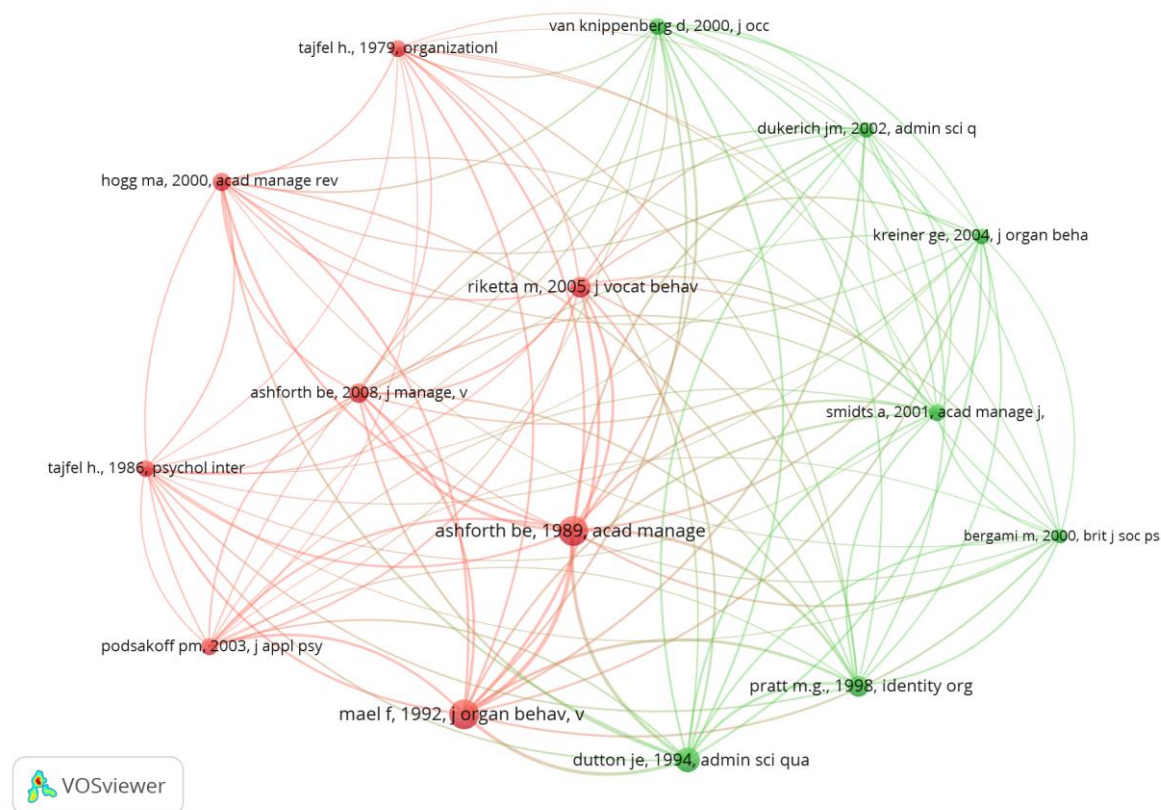 van knippenberg d, 2000, j occ
tajfel h., 1979, organizationl
dukerich jm, 2002, admin sci q
hogg ma, 2000, acad manage rev
kreiner ge, 2004, j organ beha
riketta m, 2005, j vocat behav
ashforth be, 2008, j manage, v
smidts a, 2001, acad manage j,
tajfel h., 1986, psychol inter
ashforth be, 1989, acad manage
bergami m, 2000, brit j soc ps
podsakoff pm, 2003, j appl psy
pratt m.g., 1998, identity org
mael f, 1992, j organ behav, v
dutton je, 1994, admin sci qua
VOSviewer